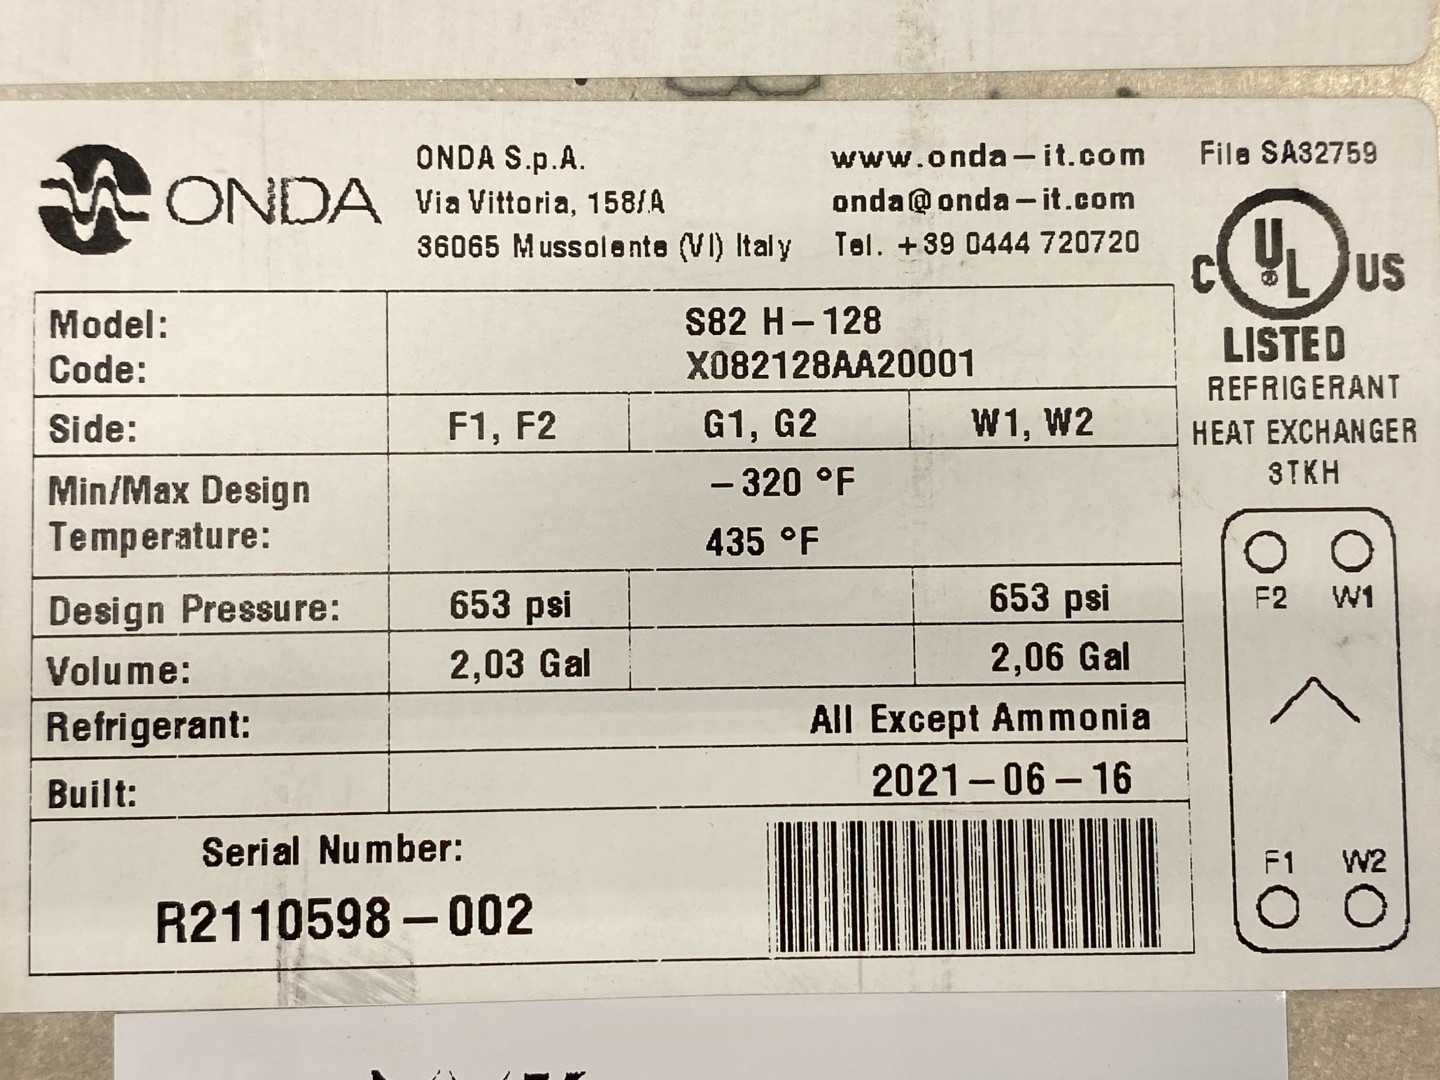 ONDA
ONDA S.p.A.
Via Vittoria, 158/A
36065 Mussolente (VI) Italy
www.onda-it.com
onda@onda-it.com
Tel. +39 0444 720720
File SA32759
C UL US
®
LISTED
REFRIGERANT
HEAT EXCHANGER
3TKH
Model: S82 H-128
Code: X082128AA20001
Side: F1, F2 G1, G2 W1, W2
Min/Max Design -320 °F
Temperature: 435 °F
Design Pressure: 653 psi 653 psi
Volume: 2,03 Gal 2,06 Gal
Refrigerant: All Except Ammonia
Built: 2021-06-16
Serial Number:
R2110598-002
F2 W1
F1 W2